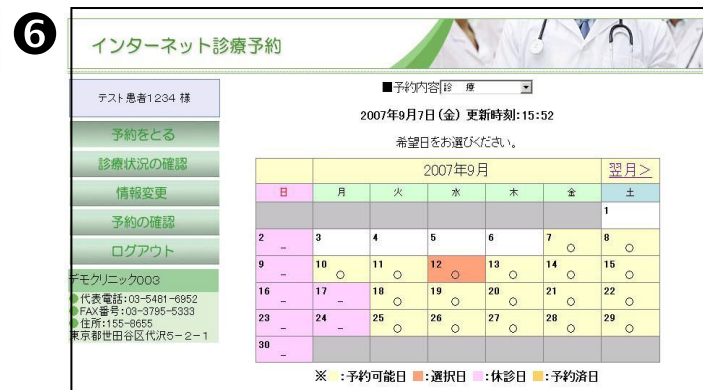 ❻
インターネット診療予約
テスト患者1234 様
予約をとる
診療状況の確認
情報変更
予約の確認
ログアウト
デモクリニック003
●代表電話:03-5481-6952
●FAX番号:03-3795-5333
●住所:155-8655
東京都世田谷区代沢5-2-1
■予約内容 診 療
2007年9月7日(金) 更新時刻:15:52
希望日をお選びください。
2007年9月 翌月>
日 月 火 水 木 金 土
1
2 3 4 5 6 7 8
－ ○ ○
9 10 11 12 13 14 15
－ ○ ○ ○ ○ ○ ○
16 17 18 19 20 21 22
－ － ○ ○ ○ ○ ○
23 24 25 26 27 28 29
－ － ○ ○ ○ ○ ○
30
－
※ :予約可能日 :選択日 :休診日 :予約済日